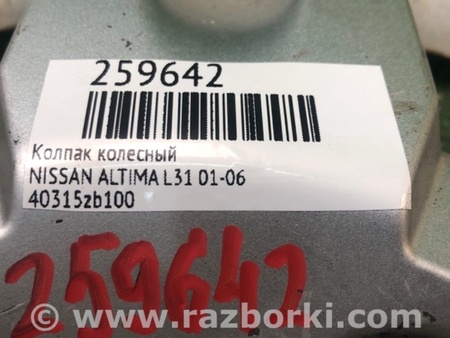 259642
Колпак колесный
NISSAN ALTIMA L31 01-06
40315zb100
259642
© www.razborki.com